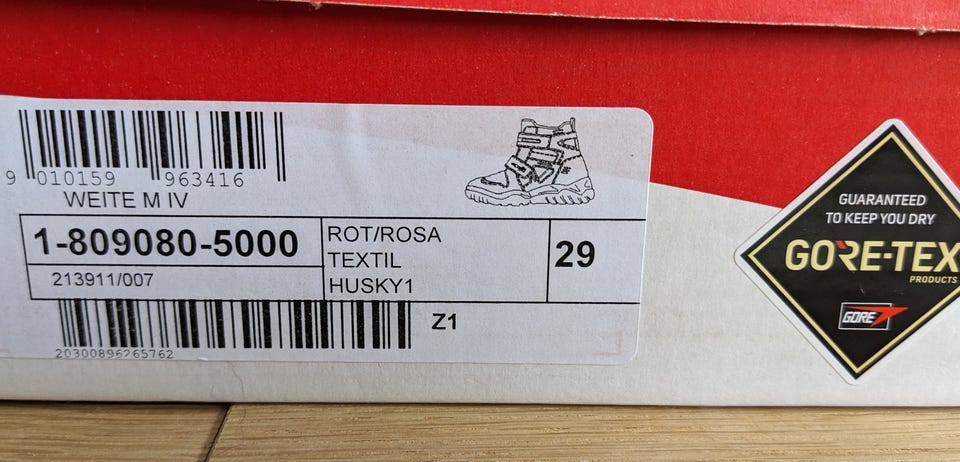 9 010159 963416
WEITE M IV
1-809080-5000
213911/007
ROT/ROSA
TEXTIL
HUSKY1
29
20300896265762
Z1
GUARANTEED
TO KEEP YOU DRY
GORE-TEX
PRODUCTS
GORE